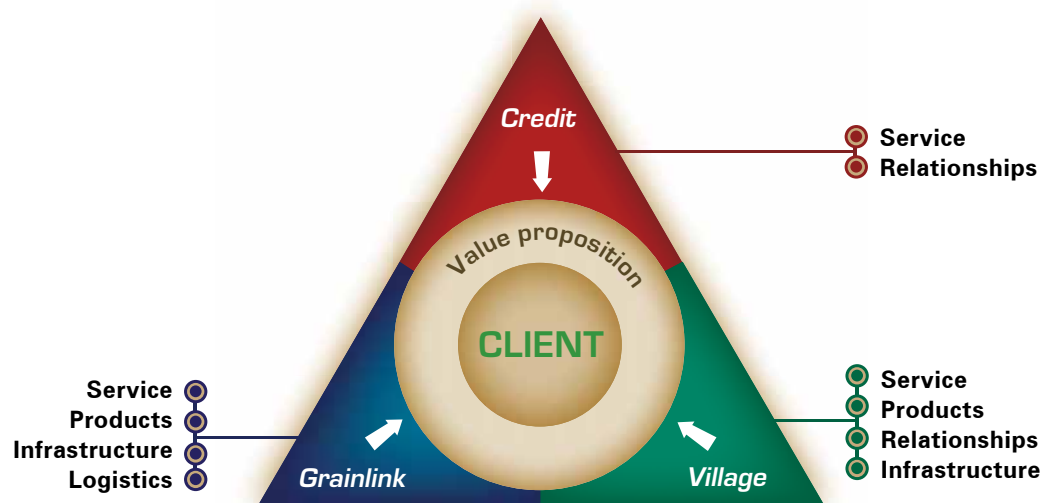 Credit
Service
Relationships
Value proposition
CLIENT
Service
Products
Infrastructure
Logistics
Grainlink
Village
Service
Products
Relationships
Infrastructure